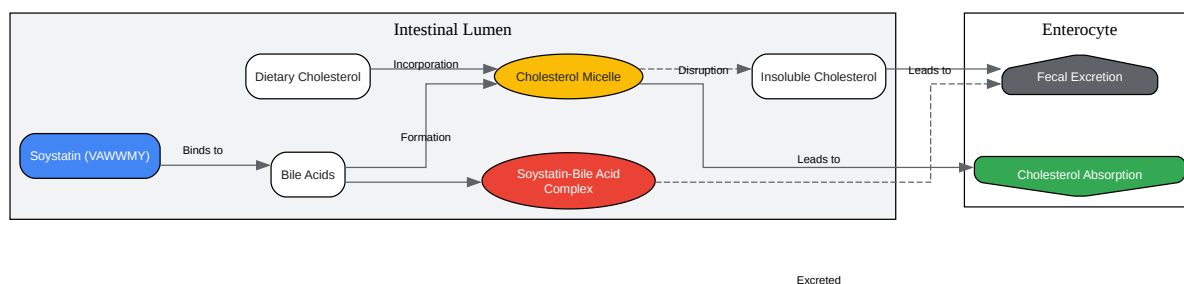 Intestinal Lumen
Enterocyte
Dietary Cholesterol
Incorporation
Cholesterol Micelle
Disruption
Insoluble Cholesterol
Leads to
Fecal Excretion
Formation
Soystatin (VAWWMY)
Binds to
Bile Acids
Soystatin-Bile Acid
Complex
Leads to
Cholesterol Absorption
Excreted